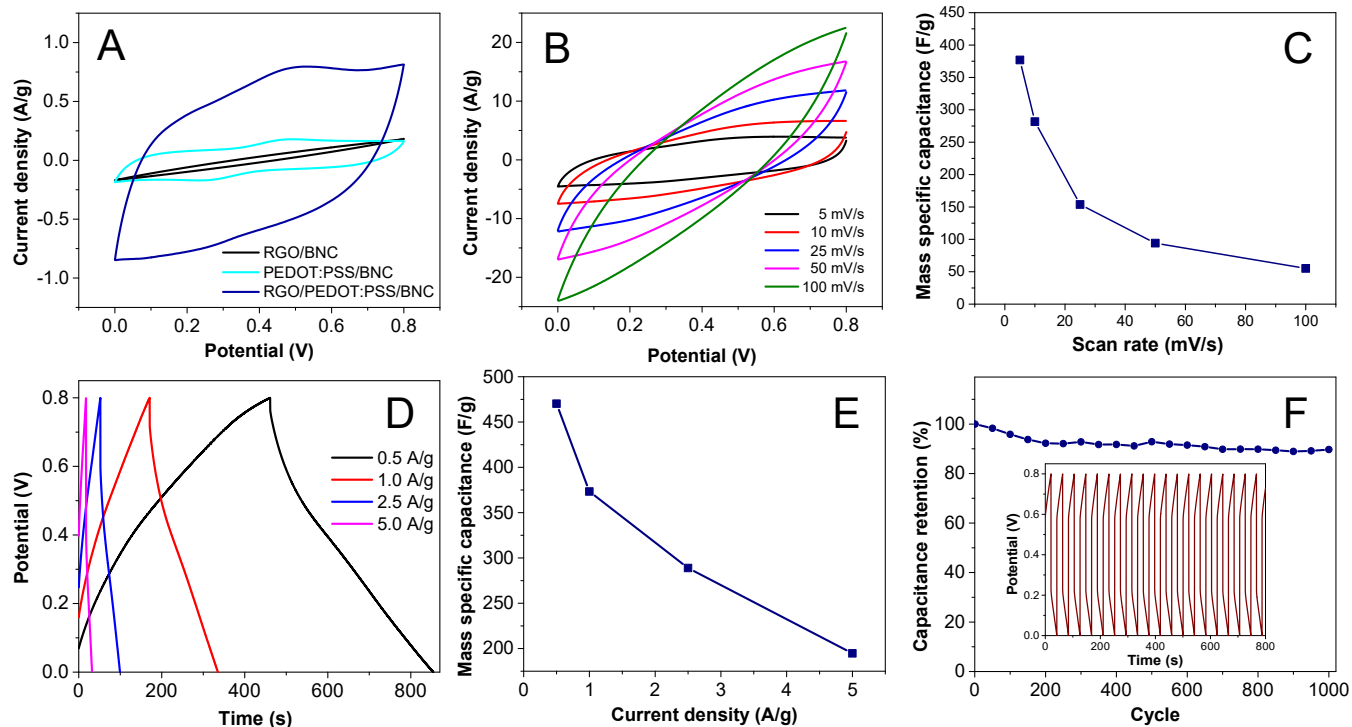 A
Current density (A/g)
1.0
0.5
0.0
-0.5
-1.0
RGO/BNC
PEDOT:PSS/BNC
RGO/PEDOT:PSS/BNC
0.0 0.2 0.4 0.6 0.8
Potential (V)
B
Current density (A/g)
20
10
0
-10
-20
5 mV/s
10 mV/s
25 mV/s
50 mV/s
100 mV/s
0.0 0.2 0.4 0.6 0.8
Potential (V)
C
Mass specific capacitance (F/g)
450
400
350
300
250
200
150
100
50
0
0 20 40 60 80 100
Scan rate (mV/s)
D
Potential (V)
0.8
0.6
0.4
0.2
0.0
0.5 A/g
1.0 A/g
2.5 A/g
5.0 A/g
0 200 400 600 800
Time (s)
E
Mass specific capacitance (F/g)
500
450
400
350
300
250
200
0 1 2 3 4 5
Current density (A/g)
F
Capacitance retention (%)
100
80
60
40
20
0
Potential (V)
0.8
0.6
0.4
0.2
0.0
0 100 200 300 400 500 600 700 800
Time (s)
0 200 400 600 800 1000
Cycle